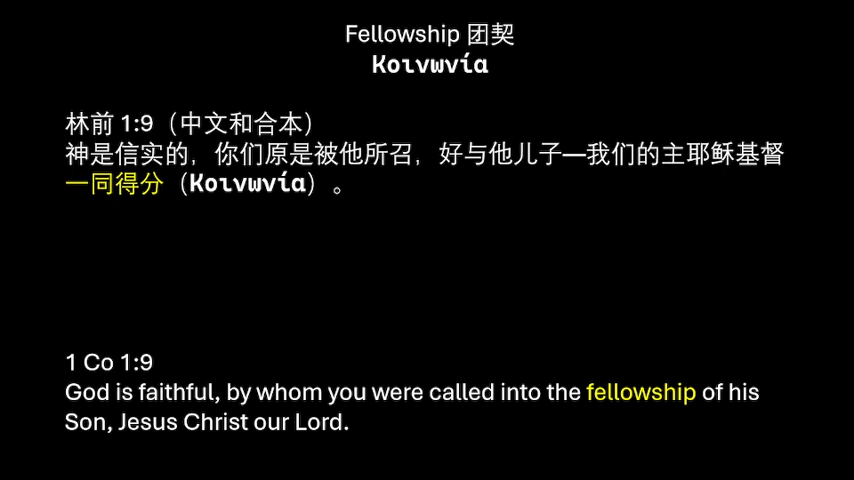 Fellowship 团契
Κοινωνία
林前 1:9（中文和合本）
神是信实的，你们原是被他所召，好与他儿子—我们的主耶稣基督
一同得分（Κοινωνία）。
1 Co 1:9
God is faithful, by whom you were called into the fellowship of his
Son, Jesus Christ our Lord.